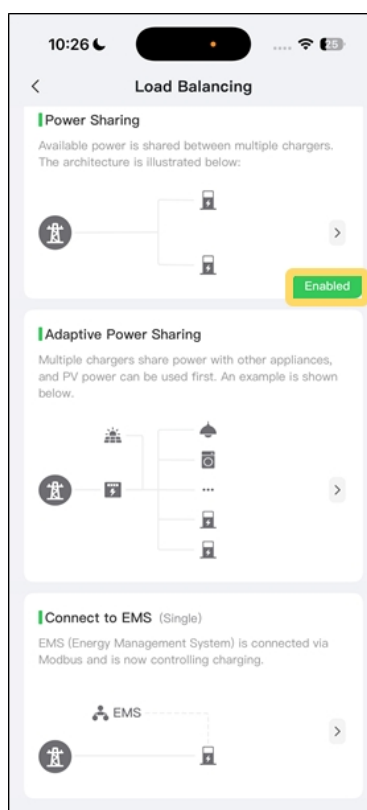 10:26
25
Load Balancing
Power Sharing
Available power is shared between multiple chargers.
The architecture is illustrated below:
Enabled
Adaptive Power Sharing
Multiple chargers share power with other appliances,
and PV power can be used first. An example is shown
below.
...
Connect to EMS (Single)
EMS (Energy Management System) is connected via
Modbus and is now controlling charging.
EMS